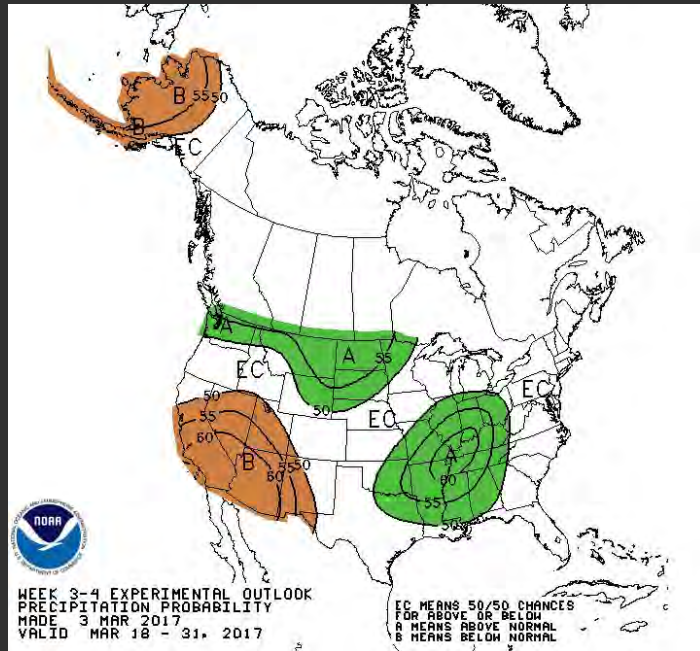 B
55 50
B
EC
A
A
55
EC
50
EC
EC
50
55
60
A
B
60
55 50
60
55
50
NOAA
WEEK 3-4 EXPERIMENTAL OUTLOOK
PRECIPITATION PROBABILITY
MADE 3 MAR 2017
VALID MAR 18 - 31, 2017
EC MEANS 50/50 CHANCES
FOR ABOVE OR BELOW
A MEANS ABOVE NORMAL
B MEANS BELOW NORMAL